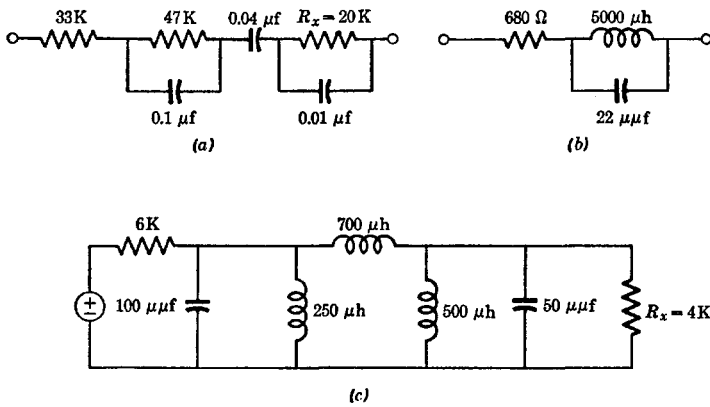 33K
47K
0.04 μf
Rₓ=20K
0.1 μf
0.01 μf
(a)
680 Ω
5000 μh
22 μμf
(b)
6K
700 μh
100 μμf
250 μh
500 μh
50 μμf
Rₓ=4K
(c)